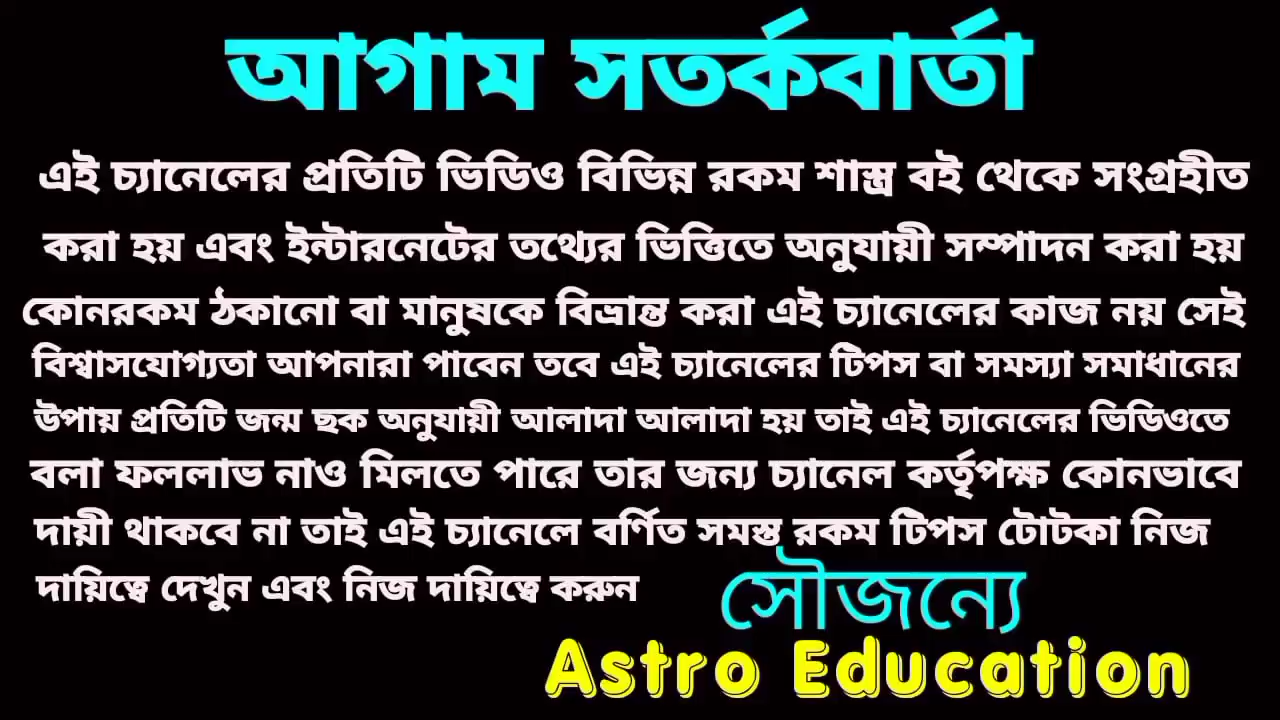 আগাম সতর্কবার্তা
এই চ্যানেলের প্রতিটি ভিডিও বিভিন্ন রকম শাস্ত্র বই থেকে সংগ্রহীত
করা হয় এবং ইন্টারনেটের তথ্যের ভিত্তিতে অনুযায়ী সম্পাদন করা হয়
কোনরকম ঠকানো বা মানুষকে বিভ্রান্ত করা এই চ্যানেলের কাজ নয় সেই
বিশ্বাসযোগ্যতা আপনারা পাবেন তবে এই চ্যানেলের টিপস বা সমস্যা সমাধানের
উপায় প্রতিটি জন্ম ছক অনুযায়ী আলাদা আলাদা হয় তাই এই চ্যানেলের ভিডিওতে
বলা ফললাভ নাও মিলতে পারে তার জন্য চ্যানেল কর্তৃপক্ষ কোনভাবে
দায়ী থাকবে না তাই এই চ্যানেলে বর্ণিত সমস্ত রকম টিপস টোটকা নিজ
দায়িত্বে দেখুন এবং নিজ দায়িত্বে করুন
সৌজন্যে
Astro Education